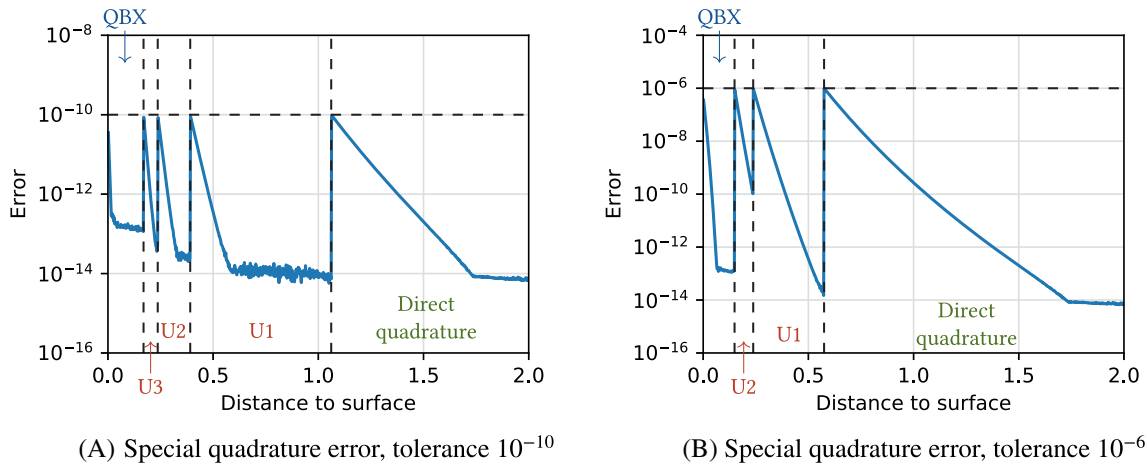 QBX
10⁻⁸
10⁻¹⁰
10⁻¹²
10⁻¹⁴
10⁻¹⁶
Error
U2
U1
Direct
quadrature
U3
0.0 0.5 1.0 1.5 2.0
Distance to surface
(A) Special quadrature error, tolerance 10⁻¹⁰
QBX
10⁻⁴
10⁻⁶
10⁻⁸
10⁻¹⁰
10⁻¹²
10⁻¹⁴
10⁻¹⁶
Error
U1
Direct
quadrature
U2
0.0 0.5 1.0 1.5 2.0
Distance to surface
(B) Special quadrature error, tolerance 10⁻⁶